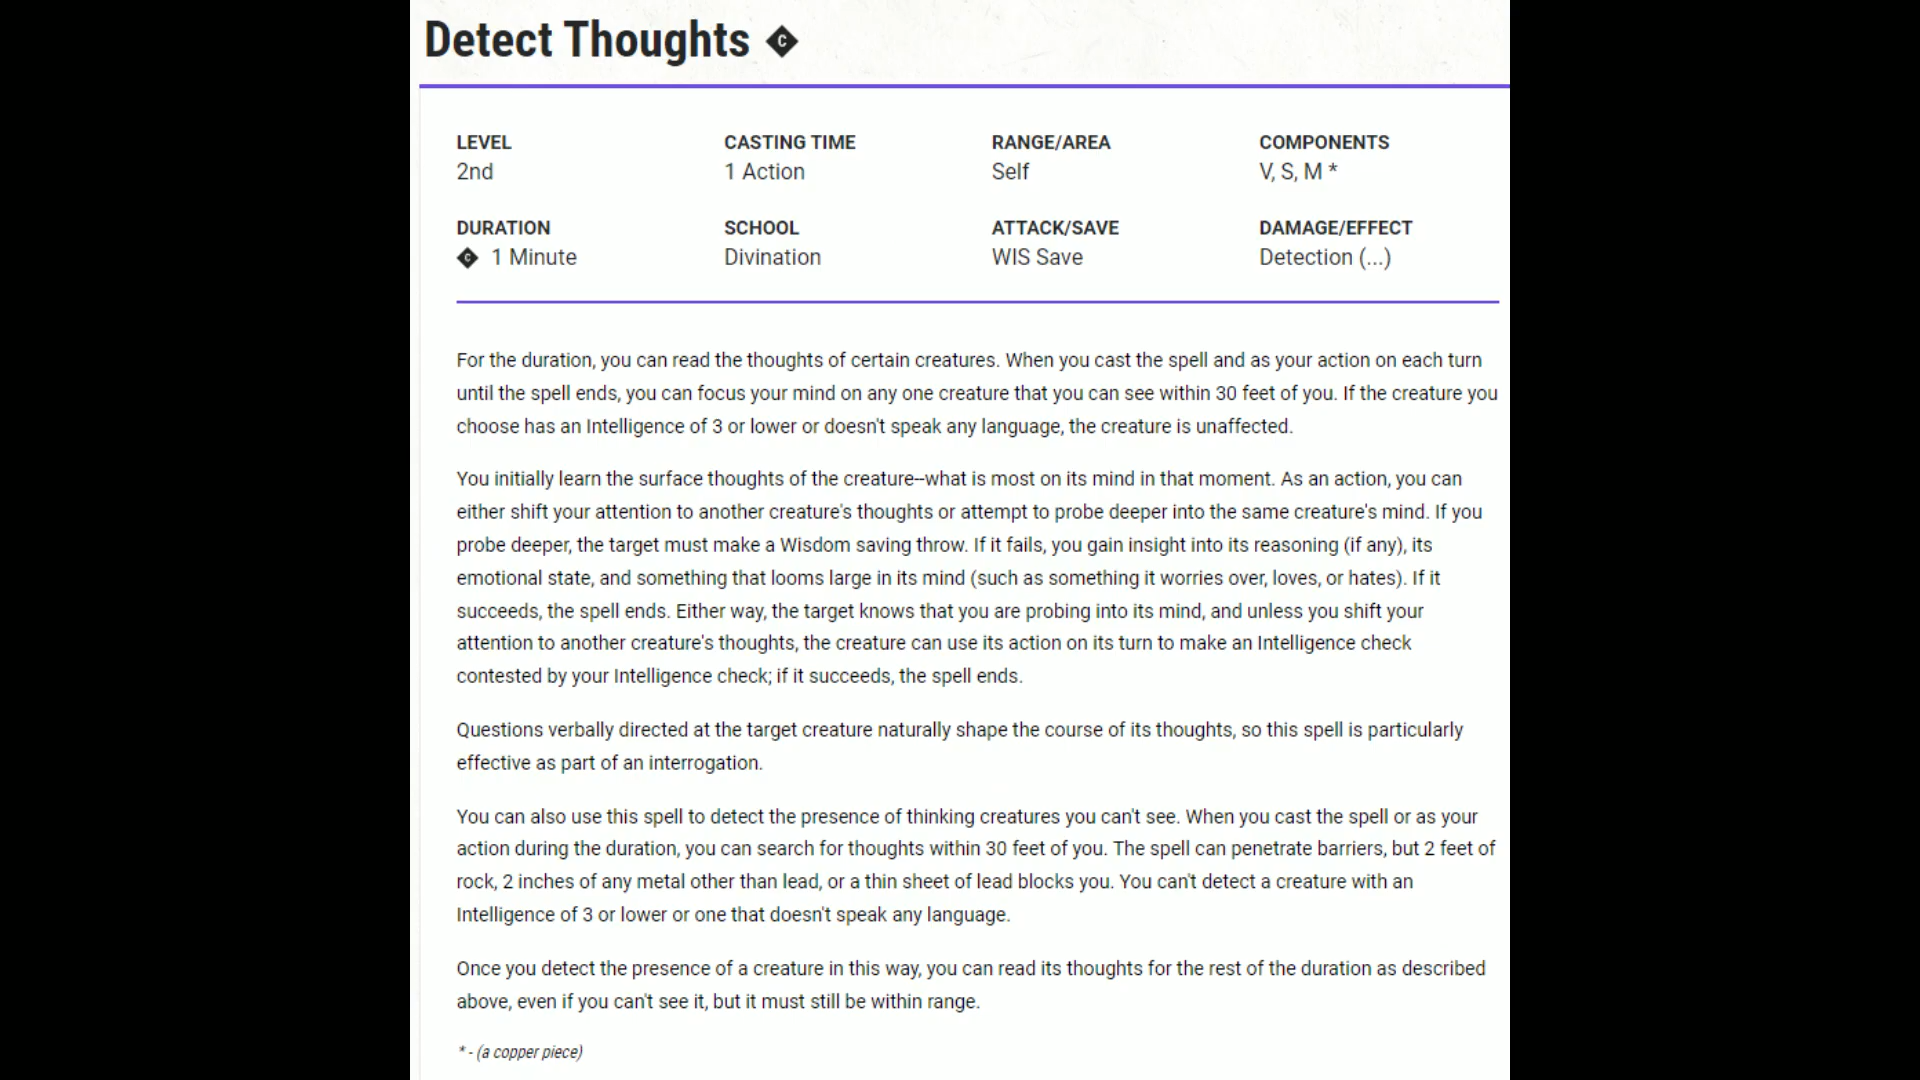 Detect Thoughts C
LEVEL CASTING TIME RANGE/AREA COMPONENTS
2nd 1 Action Self V, S, M *
DURATION SCHOOL ATTACK/SAVE DAMAGE/EFFECT
C 1 Minute Divination WIS Save Detection (...)
For the duration, you can read the thoughts of certain creatures. When you cast the spell and as your action on each turn
until the spell ends, you can focus your mind on any one creature that you can see within 30 feet of you. If the creature you
choose has an Intelligence of 3 or lower or doesn't speak any language, the creature is unaffected.
You initially learn the surface thoughts of the creature--what is most on its mind in that moment. As an action, you can
either shift your attention to another creature's thoughts or attempt to probe deeper into the same creature's mind. If you
probe deeper, the target must make a Wisdom saving throw. If it fails, you gain insight into its reasoning (if any), its
emotional state, and something that looms large in its mind (such as something it worries over, loves, or hates). If it
succeeds, the spell ends. Either way, the target knows that you are probing into its mind, and unless you shift your
attention to another creature's thoughts, the creature can use its action on its turn to make an Intelligence check
contested by your Intelligence check; if it succeeds, the spell ends.
Questions verbally directed at the target creature naturally shape the course of its thoughts, so this spell is particularly
effective as part of an interrogation.
You can also use this spell to detect the presence of thinking creatures you can't see. When you cast the spell or as your
action during the duration, you can search for thoughts within 30 feet of you. The spell can penetrate barriers, but 2 feet of
rock, 2 inches of any metal other than lead, or a thin sheet of lead blocks you. You can't detect a creature with an
Intelligence of 3 or lower or one that doesn't speak any language.
Once you detect the presence of a creature in this way, you can read its thoughts for the rest of the duration as described
above, even if you can't see it, but it must still be within range.
* - (a copper piece)